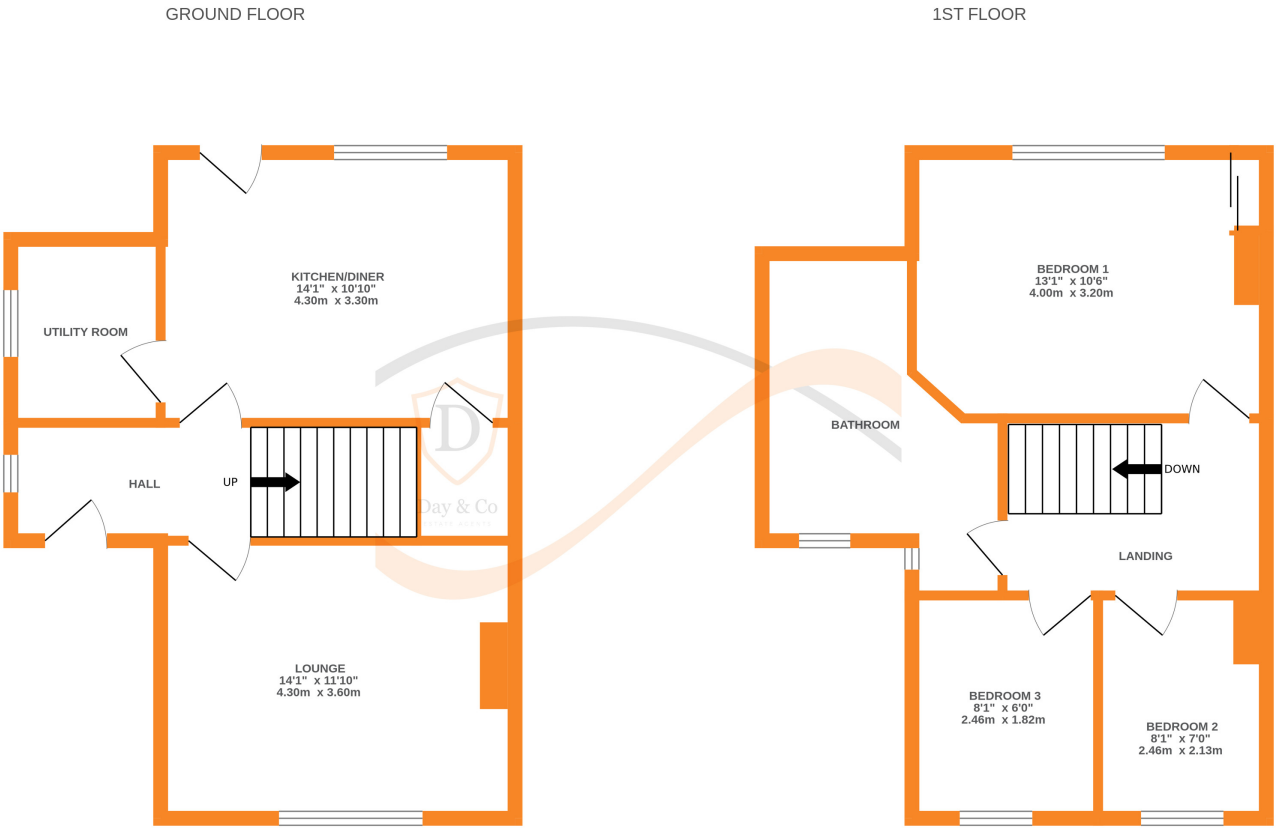 GROUND FLOOR
1ST FLOOR
KITCHEN/DINER
14'1" x 10'10"
4.30m x 3.30m
UTILITY ROOM
HALL
UP
D
Day & Co
ESTATE AGENTS
LOUNGE
14'1" x 11'10"
4.30m x 3.60m
BEDROOM 1
13'1" x 10'6"
4.00m x 3.20m
BATHROOM
DOWN
LANDING
BEDROOM 3
8'1" x 6'0"
2.46m x 1.82m
BEDROOM 2
8'1" x 7'0"
2.46m x 2.13m